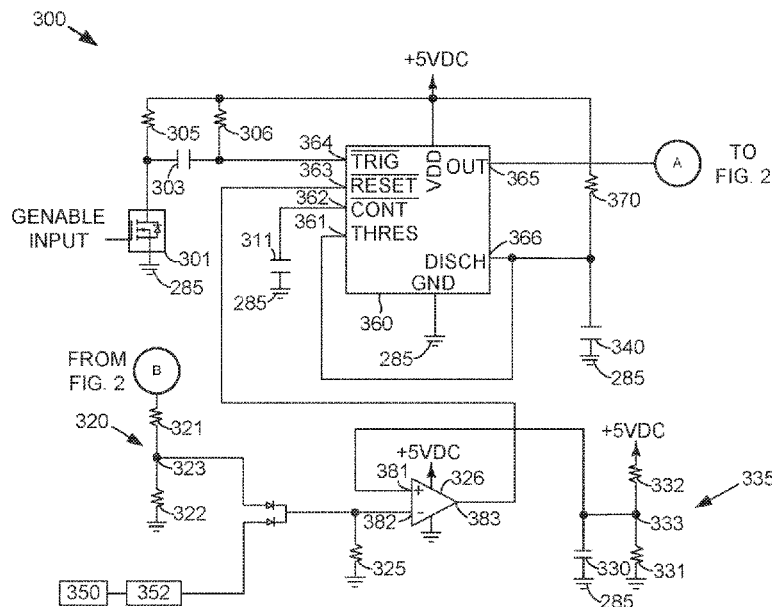 300
+5VDC
305
306
364
303
363
362
361
TRIG
RESET
CONT
THRES
VDD
OUT
365
A
TO
FIG. 2
370
GENABLE
INPUT
301
285
311
285
DISCH
366
GND
360
285
340
285
FROM
FIG. 2
B
320
321
323
322
+5VDC
381
326
382
383
325
+5VDC
332
335
333
330
331
285
350
352